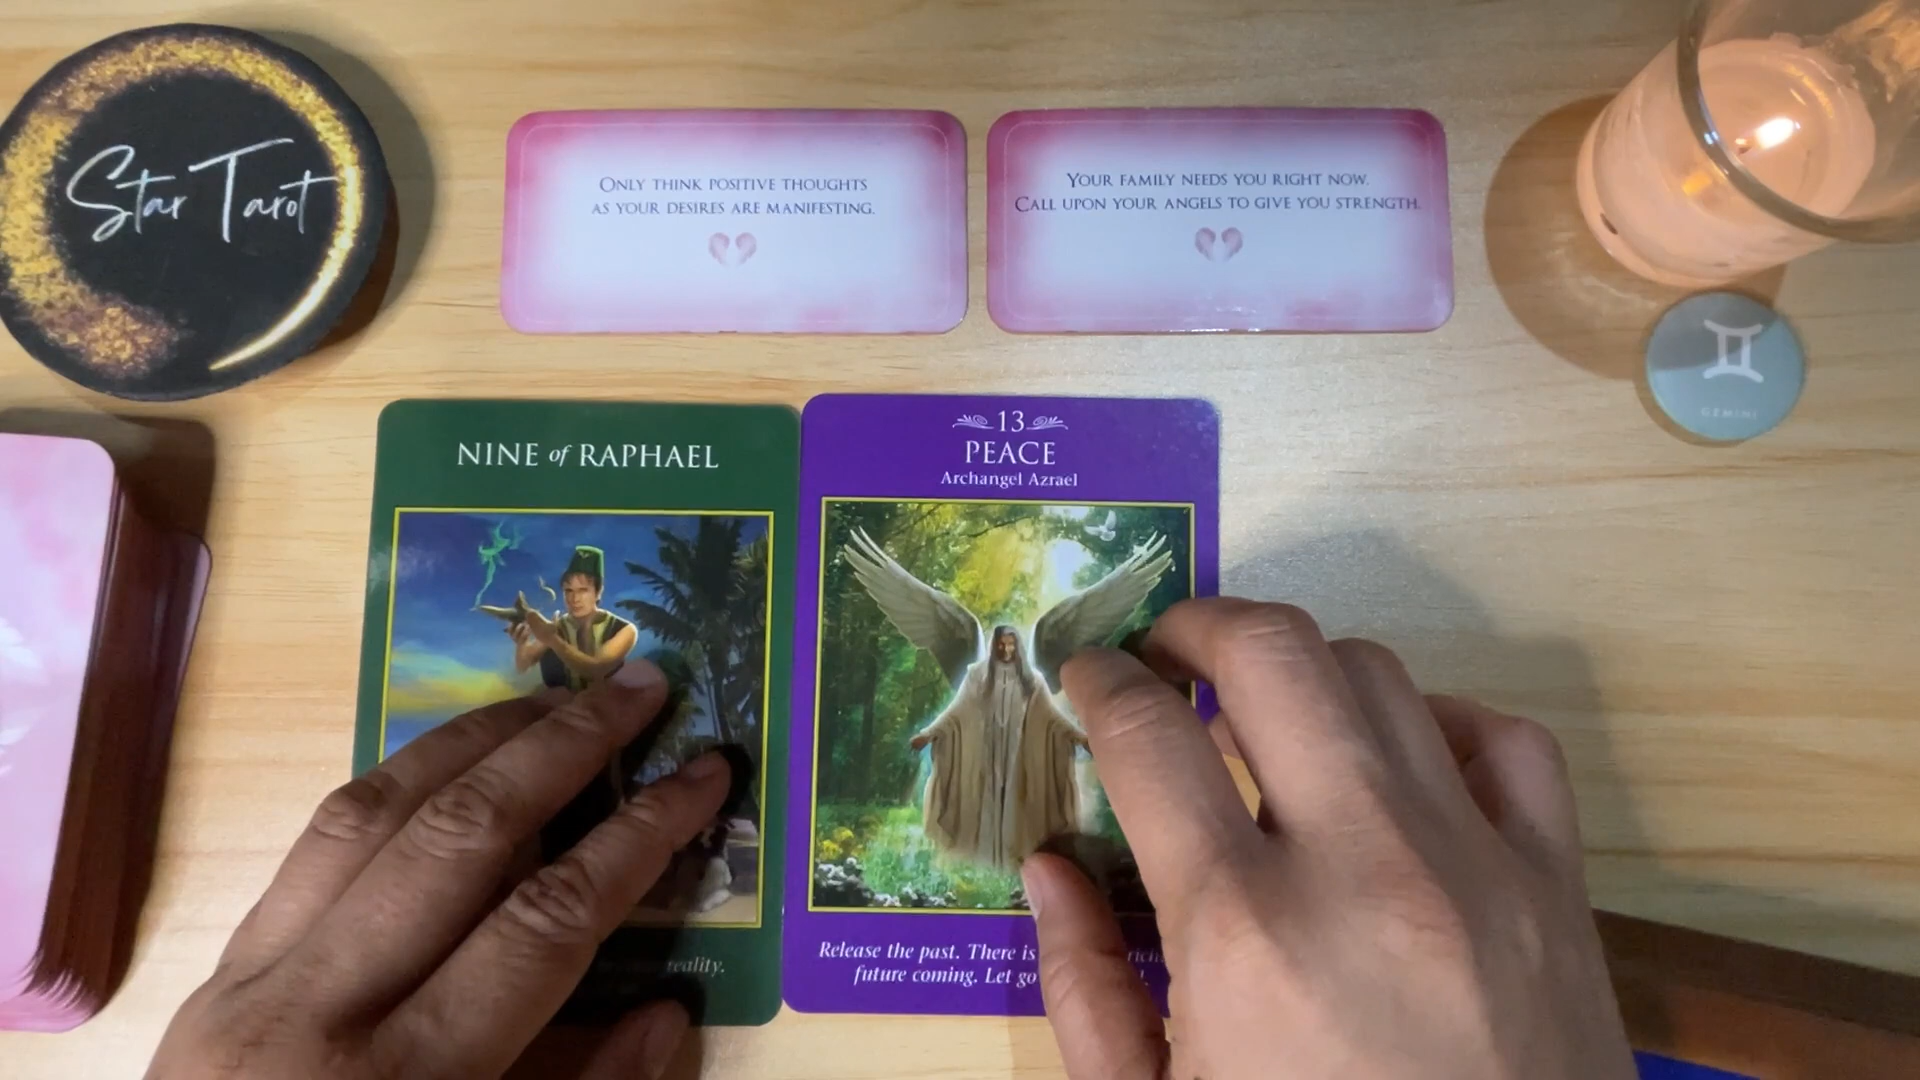 Star Tarot
ONLY THINK POSITIVE THOUGHTS
AS YOUR DESIRES ARE MANIFESTING.
YOUR FAMILY NEEDS YOU RIGHT NOW.
CALL UPON YOUR ANGELS TO GIVE YOU STRENGTH.
GEMINI
NINE of RAPHAEL
reality.
13
PEACE
Archangel Azrael
Release the past. There is
future coming. Let go